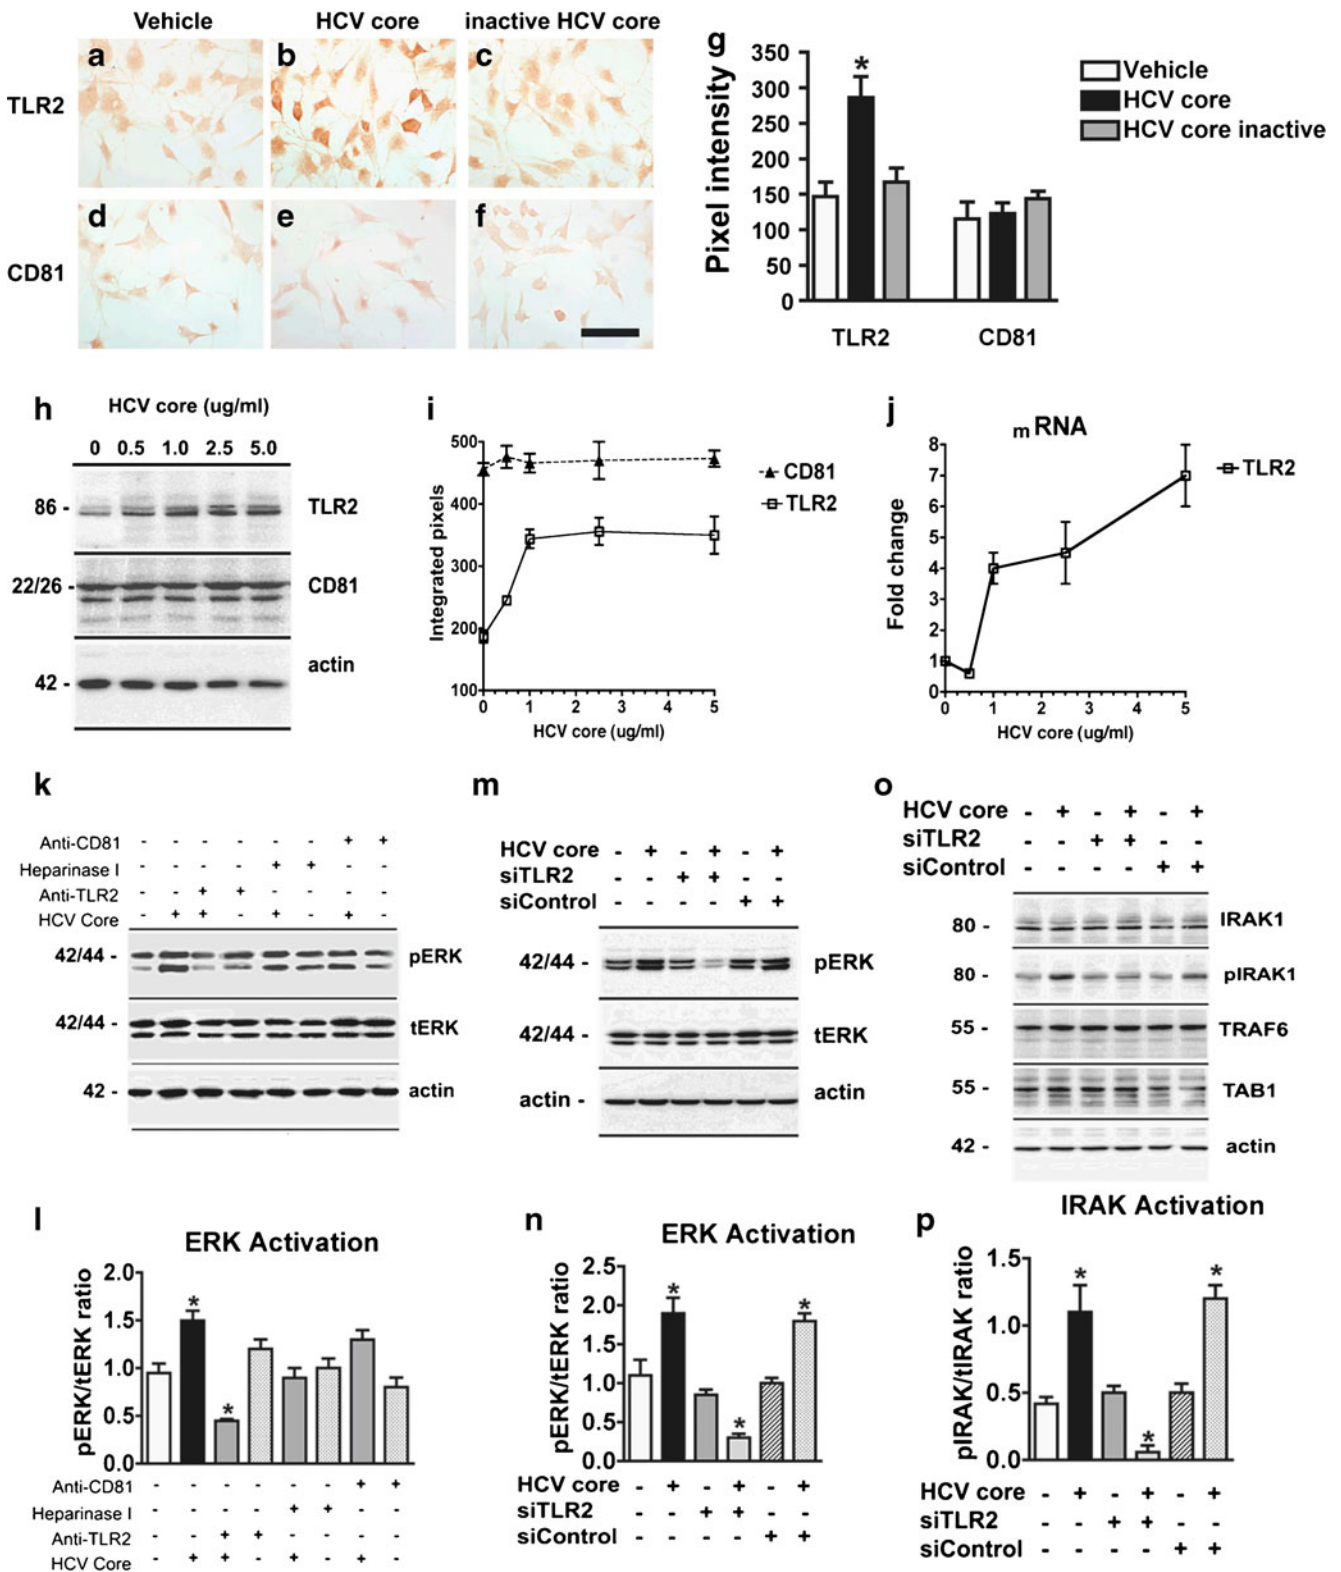 Vehicle HCV core inactive HCV core
a b c
TLR2
d e f
CD81
g
Pixel intensity
350
300
250
200
150
100
50
0
*
TLR2 CD81
Vehicle
HCV core
HCV core inactive
h
HCV core (ug/ml)
0 0.5 1.0 2.5 5.0
86 - TLR2
22/26 - CD81
actin
42 -
i
Integrated pixels
500
400
300
200
100
0 1 2 3 4 5
HCV core (ug/ml)
CD81
TLR2
j
mRNA
Fold change
8
7
6
5
4
3
2
1
0
0 1 2 3 4 5
HCV core (ug/ml)
TLR2
k
Anti-CD81 - - - - - - + +
Heparinase I - - - - + + - -
Anti-TLR2 - - + + - - - -
HCV Core - + + - + - + -
42/44 - pERK
42/44 - tERK
42 - actin
m
HCV core - + - + - +
siTLR2 - - + + - -
siControl - - - - + +
42/44 - pERK
42/44 - tERK
actin - actin
o
HCV core - + - + - +
siTLR2 - - + + - -
siControl - - - - + +
80 - IRAK1
80 - pIRAK1
55 - TRAF6
55 - TAB1
42 - actin
l
ERK Activation
pERK/tERK ratio
2.0
1.5
1.0
0.5
0.0
* *
Anti-CD81 - - - - - - + +
Heparinase I - - - - + + - -
Anti-TLR2 - - + + - - - -
HCV Core - + + - + - + -
n
ERK Activation
pERK/tERK ratio
2.5
2.0
1.5
1.0
0.5
0.0
* * *
HCV core - + - + - +
siTLR2 - - + + - -
siControl - - - - + +
p
IRAK Activation
pIRAK/tIRAK ratio
1.5
1.0
0.5
0.0
* * *
HCV core - + - + - +
siTLR2 - - + + - -
siControl - - - - + +